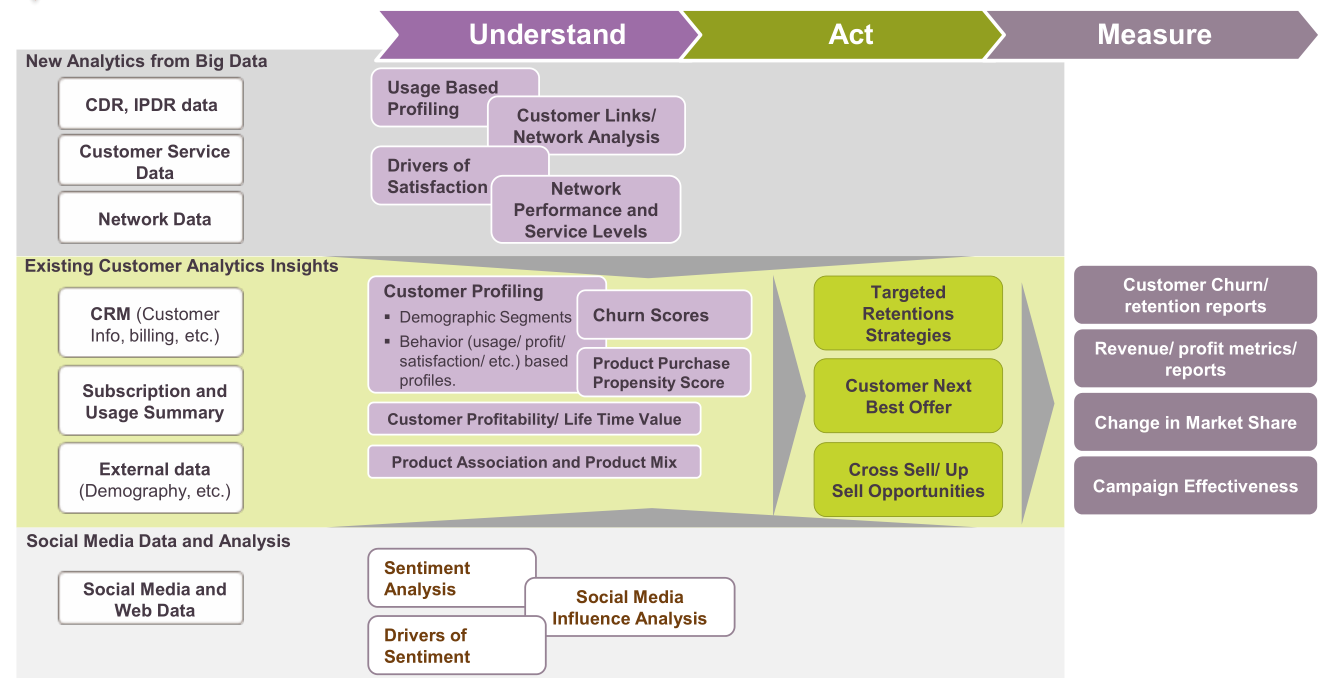 Understand
Act
Measure
New Analytics from Big Data
CDR, IPDR data
Customer Service
Data
Network Data
Usage Based
Profiling
Customer Links/
Network Analysis
Drivers of
Satisfaction
Network
Performance and
Service Levels
Existing Customer Analytics Insights
CRM (Customer
Info, billing, etc.)
Subscription and
Usage Summary
External data
(Demography, etc.)
Customer Profiling
▪ Demographic Segments
▪ Behavior (usage/ profit/
satisfaction/ etc.) based
profiles.
Churn Scores
Product Purchase
Propensity Score
Customer Profitability/ Life Time Value
Product Association and Product Mix
Targeted
Retentions
Strategies
Customer Next
Best Offer
Cross Sell/ Up
Sell Opportunities
Customer Churn/
retention reports
Revenue/ profit metrics/
reports
Change in Market Share
Campaign Effectiveness
Social Media Data and Analysis
Social Media and
Web Data
Sentiment
Analysis
Social Media
Influence Analysis
Drivers of
Sentiment